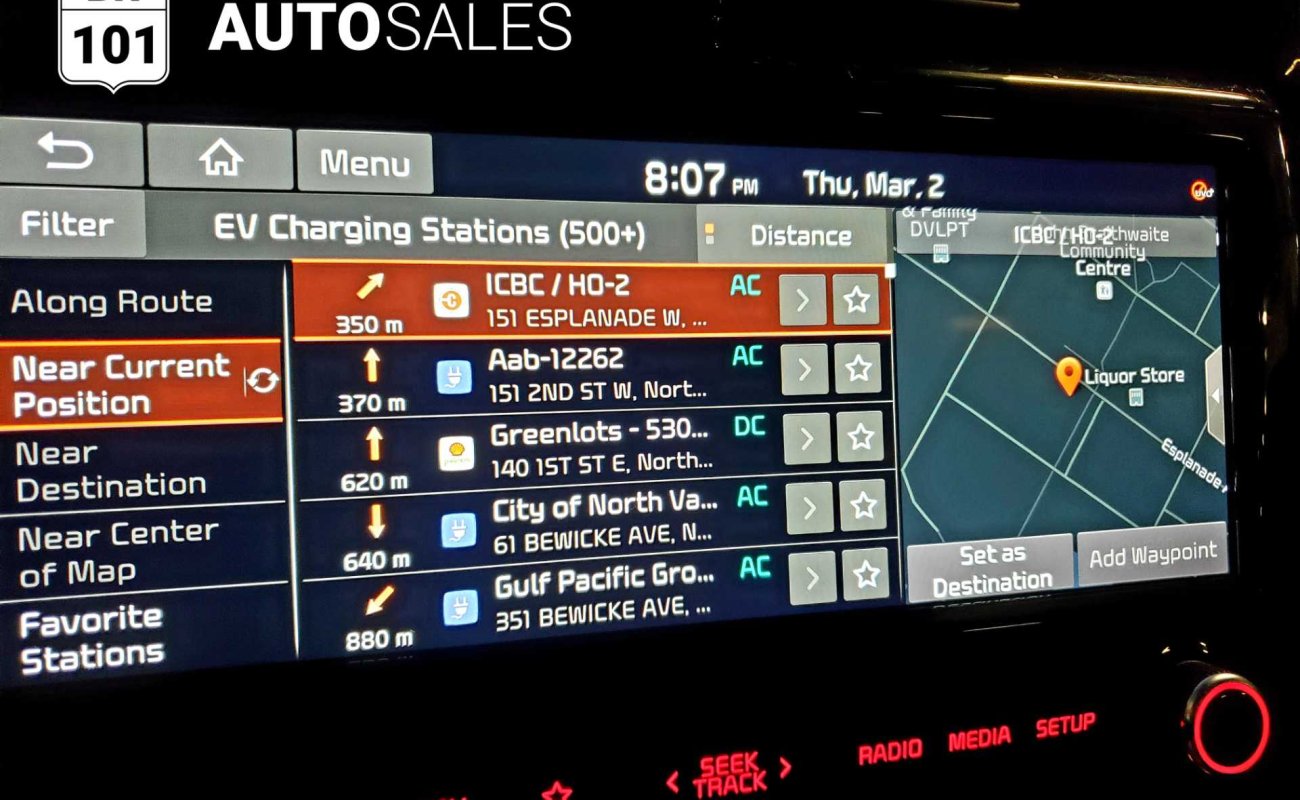 101
AUTOSALES
Menu
8:07 PM
Thu, Mar. 2
Filter
EV Charging Stations (500+)
Distance
Along Route
Near Current
Position
Near
Destination
Near Center
of Map
Favorite
Stations
350 m
ICBC / HO-2
AC
151 ESPLANADE W, ...
370 m
Aab-12262
AC
151 2ND ST W, Nort...
620 m
Greenlots - 530...
DC
140 1ST ST E, North...
640 m
City of North Va...
AC
61 BEWICKE AVE, N...
880 m
Gulf Pacific Gro...
AC
351 BEWICKE AVE, ...
& Family
DVLPT
ICBC / HO-2
Community
Centre
Liquor Store
Esplanade
Set as
Destination
Add Waypoint
SEEK
TRACK
RADIO
MEDIA
SETUP